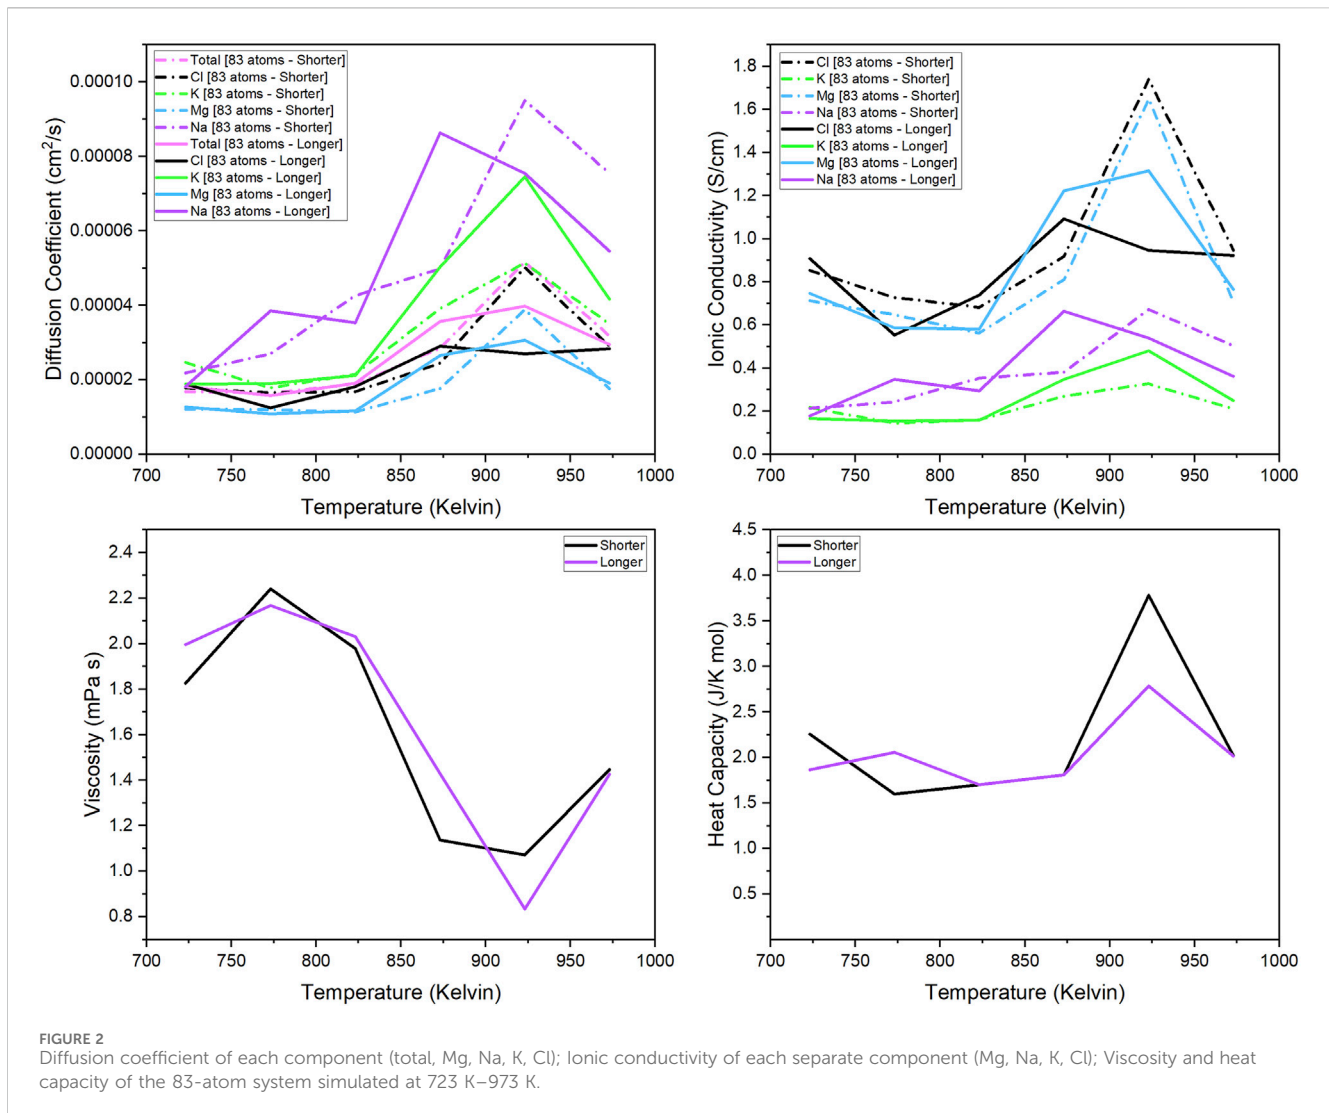 0.00010
0.00008
0.00006
0.00004
0.00002
0.00000
Diffusion Coefficient (cm²/s)
Total [83 atoms - Shorter]
Cl [83 atoms - Shorter]
K [83 atoms - Shorter]
Mg [83 atoms - Shorter]
Na [83 atoms - Shorter]
Total [83 atoms - Longer]
Cl [83 atoms - Longer]
K [83 atoms - Longer]
Mg [83 atoms - Longer]
Na [83 atoms - Longer]
700 750 800 850 900 950 1000
Temperature (Kelvin)
1.8
1.6
1.4
1.2
1.0
0.8
0.6
0.4
0.2
0.0
Ionic Conductivity (S/cm)
Cl [83 atoms - Shorter]
K [83 atoms - Shorter]
Mg [83 atoms - Shorter]
Na [83 atoms - Shorter]
Cl [83 atoms - Longer]
K [83 atoms - Longer]
Mg [83 atoms - Longer]
Na [83 atoms - Longer]
700 750 800 850 900 950 1000
Temperature (Kelvin)
2.4
2.2
2.0
1.8
1.6
1.4
1.2
1.0
0.8
Viscosity (mPa s)
Shorter
Longer
700 750 800 850 900 950 1000
Temperature (Kelvin)
4.5
4.0
3.5
3.0
2.5
2.0
1.5
1.0
0.5
Heat Capacity (J/K mol)
Shorter
Longer
700 750 800 850 900 950 1000
Temperature (Kelvin)
FIGURE 2
Diffusion coefficient of each component (total, Mg, Na, K, Cl); Ionic conductivity of each separate component (Mg, Na, K, Cl); Viscosity and heat
capacity of the 83-atom system simulated at 723 K–973 K.